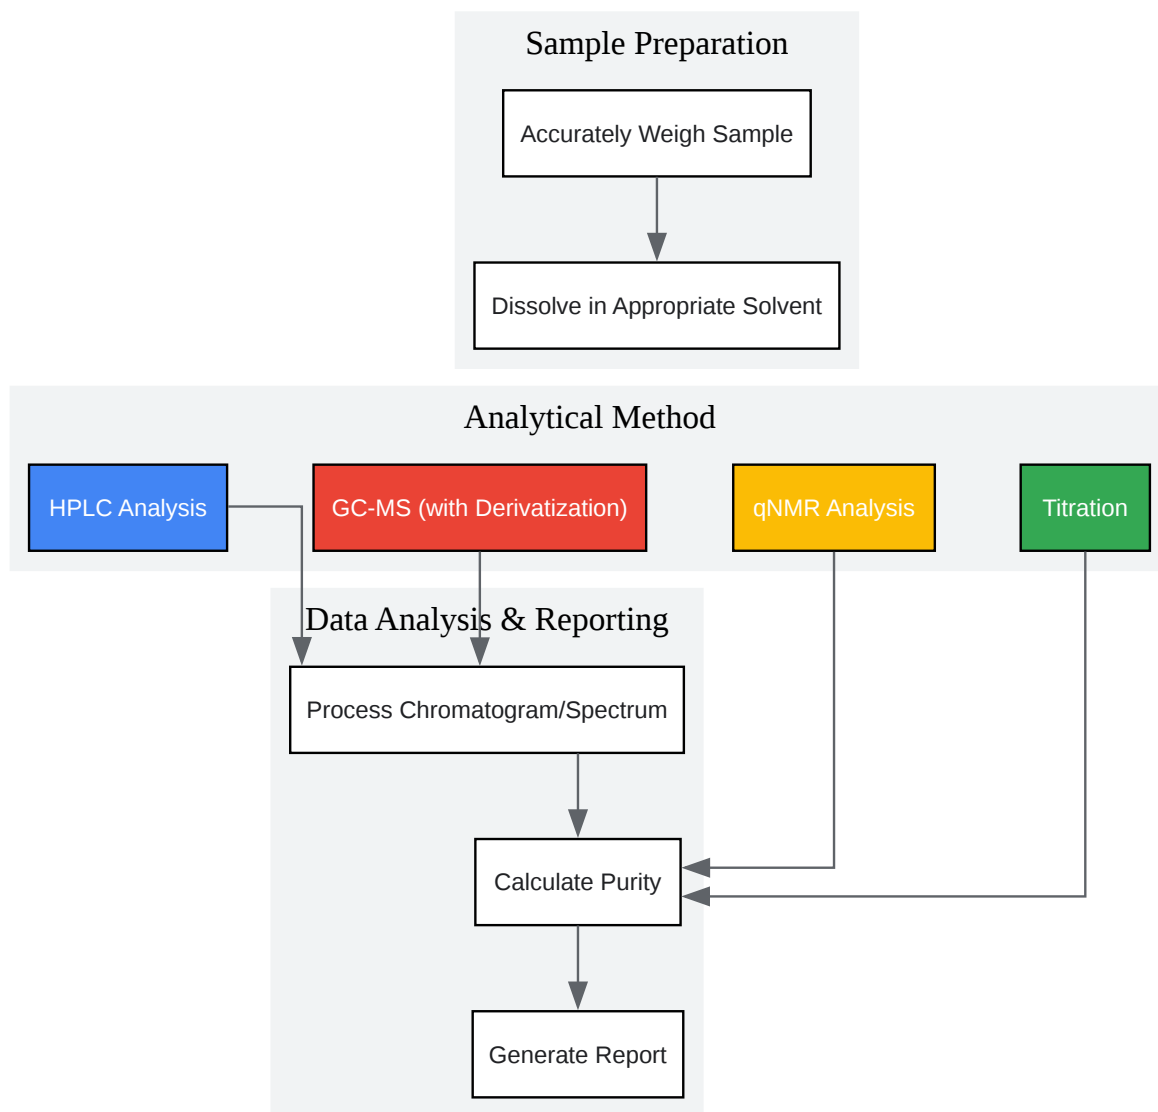 Sample Preparation
Accurately Weigh Sample
Dissolve in Appropriate Solvent
Analytical Method
HPLC Analysis
GC-MS (with Derivatization)
qNMR Analysis
Titration
Data Analysis & Reporting
Process Chromatogram/Spectrum
Calculate Purity
Generate Report